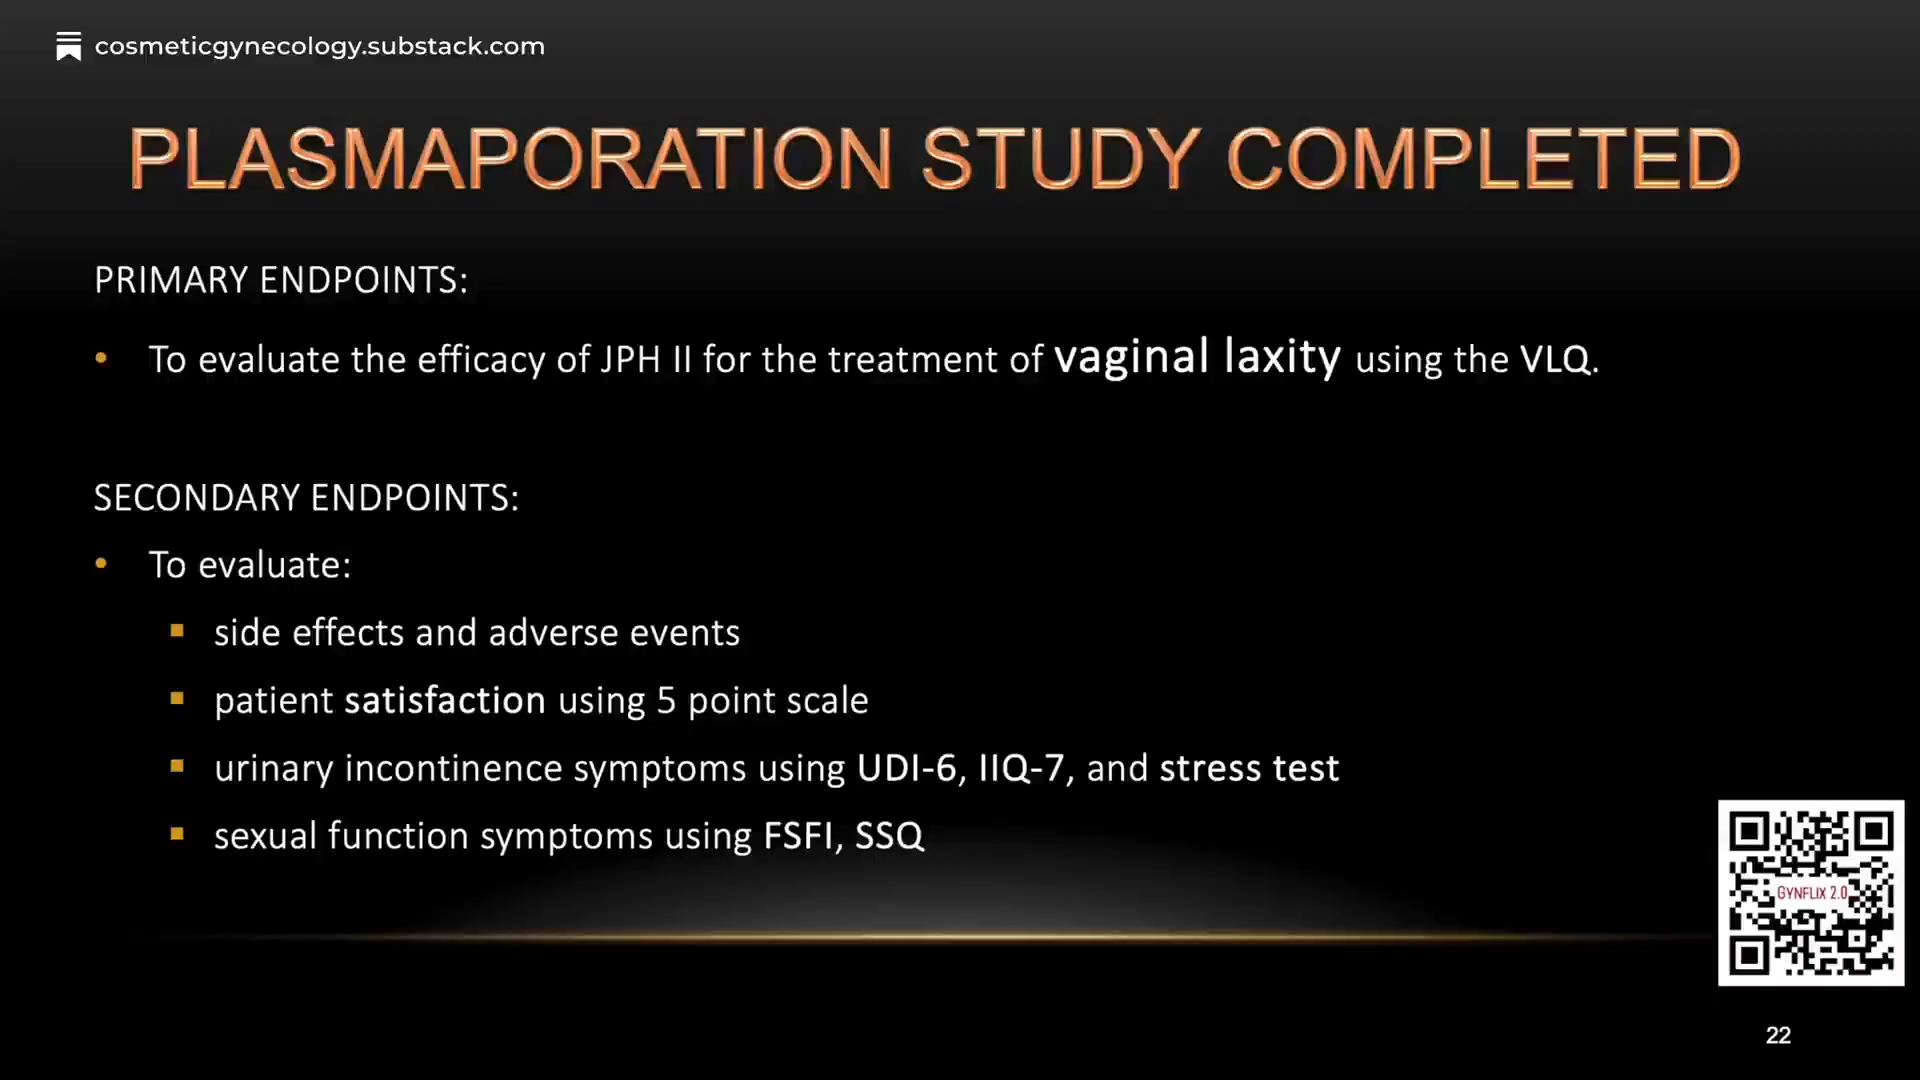 cosmeticgynecology.substack.com
PLASMAPORATION STUDY COMPLETED
PRIMARY ENDPOINTS:
• To evaluate the efficacy of JPH II for the treatment of vaginal laxity using the VLQ.
SECONDARY ENDPOINTS:
• To evaluate:
▪ side effects and adverse events
▪ patient satisfaction using 5 point scale
▪ urinary incontinence symptoms using UDI-6, IIQ-7, and stress test
▪ sexual function symptoms using FSFI, SSQ
GYNFLIX 2.0
22